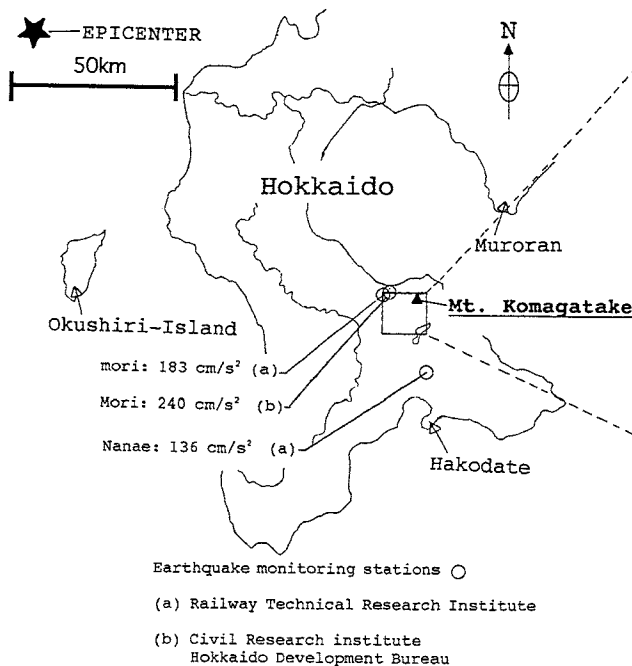 EPICENTER
50km
N
Hokkaido
Muroran
Mt. Komagatake
Okushiri-Island
mori: 183 cm/s² (a)
Mori: 240 cm/s² (b)
Nanae: 136 cm/s² (a)
Hakodate
Earthquake monitoring stations
(a) Railway Technical Research Institute
(b) Civil Research institute
Hokkaido Development Bureau